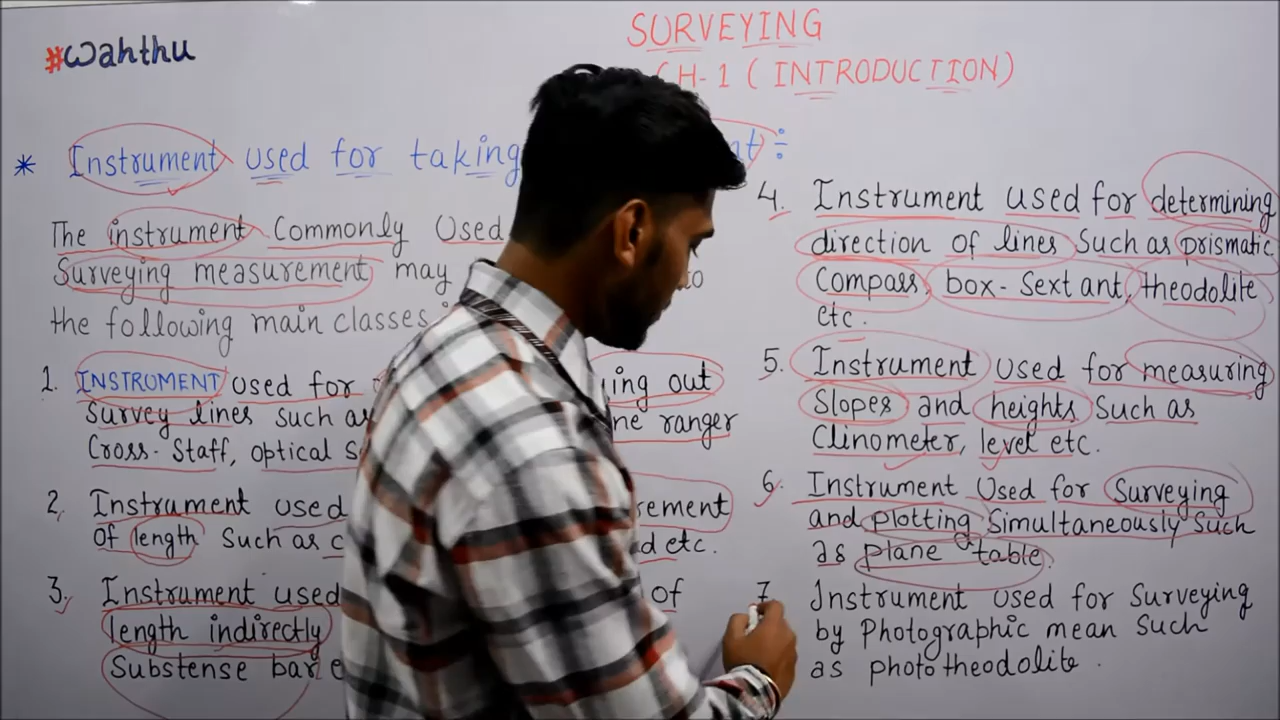 #wahthu
SURVEYING
H-1 (INTRODUCTION)
* Instrument used for taking
The instrument Commonly Used
Surveying measurement may to
the following main classes
1. INSTROMENT used for out
Survey lines such as ranger
Cross-Staff, optical
2. Instrument used
of length Such as etc.
3. Instrument used of
length indirectly
Substense bar
4. Instrument used for determining
direction of lines Such as prismatic
Compass, box-Sextant, theodolite
etc.
5. Instrument used for measuring
Slopes and heights Such as
Clinometer, level etc.
6. Instrument Used for Surveying
and plotting Simultaneously Such
as plane table.
7 Instrument used for Surveying
by Photographic mean Such
as phototheodolite.